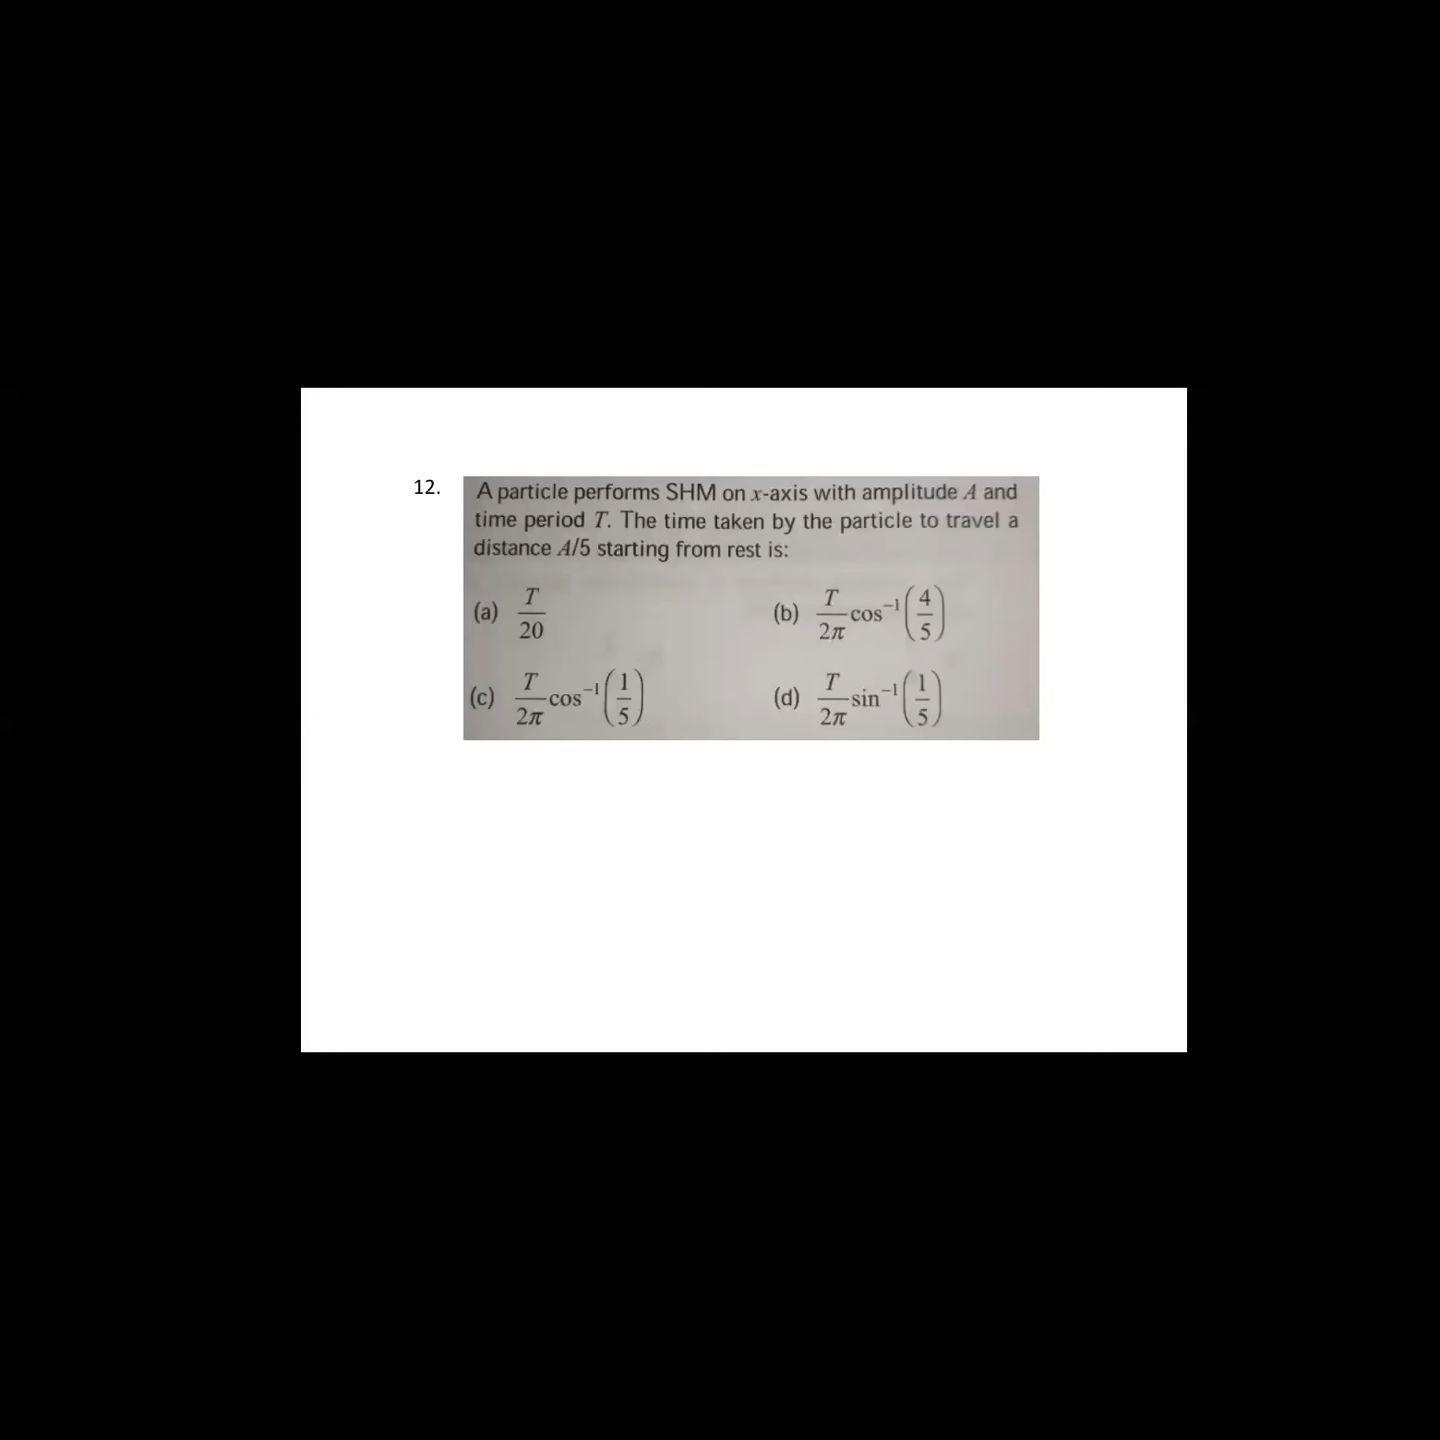 12.
A particle performs SHM on x-axis with amplitude A and
time period T. The time taken by the particle to travel a
distance A/5 starting from rest is:
(a) T/20 (b) T/2π cos⁻¹(4/5)
(c) T/2π cos⁻¹(1/5) (d) T/2π sin⁻¹(1/5)